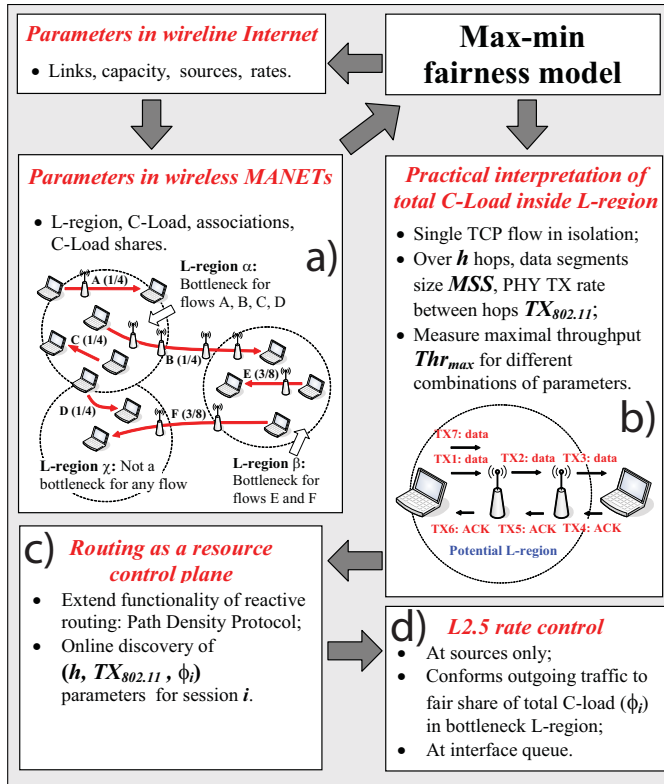 Parameters in wireline Internet
• Links, capacity, sources, rates.
Max-min
fairness model
Parameters in wireless MANETs
• L-region, C-Load, associations,
C-Load shares.
a)
L-region α:
Bottleneck for
flows A, B, C, D
A (1/4)
C (1/4)
B (1/4)
E (3/8)
D (1/4)
F (3/8)
L-region χ: Not a
bottleneck for any flow
L-region β:
Bottleneck for
flows E and F
Practical interpretation of
total C-Load inside L-region
• Single TCP flow in isolation;
• Over h hops, data segments
size MSS, PHY TX rate
between hops TX802.11;
• Measure maximal throughput
Thrmax for different
combinations of parameters.
b)
TX7: data
TX1: data
TX2: data
TX3: data
TX6: ACK
TX5: ACK
TX4: ACK
Potential L-region
c)
Routing as a resource
control plane
• Extend functionality of reactive
routing: Path Density Protocol;
• Online discovery of
(h, TX802.11 , ϕi)
parameters for session i.
d)
L2.5 rate control
• At sources only;
• Conforms outgoing traffic to
fair share of total C-load (ϕi)
in bottleneck L-region;
• At interface queue.